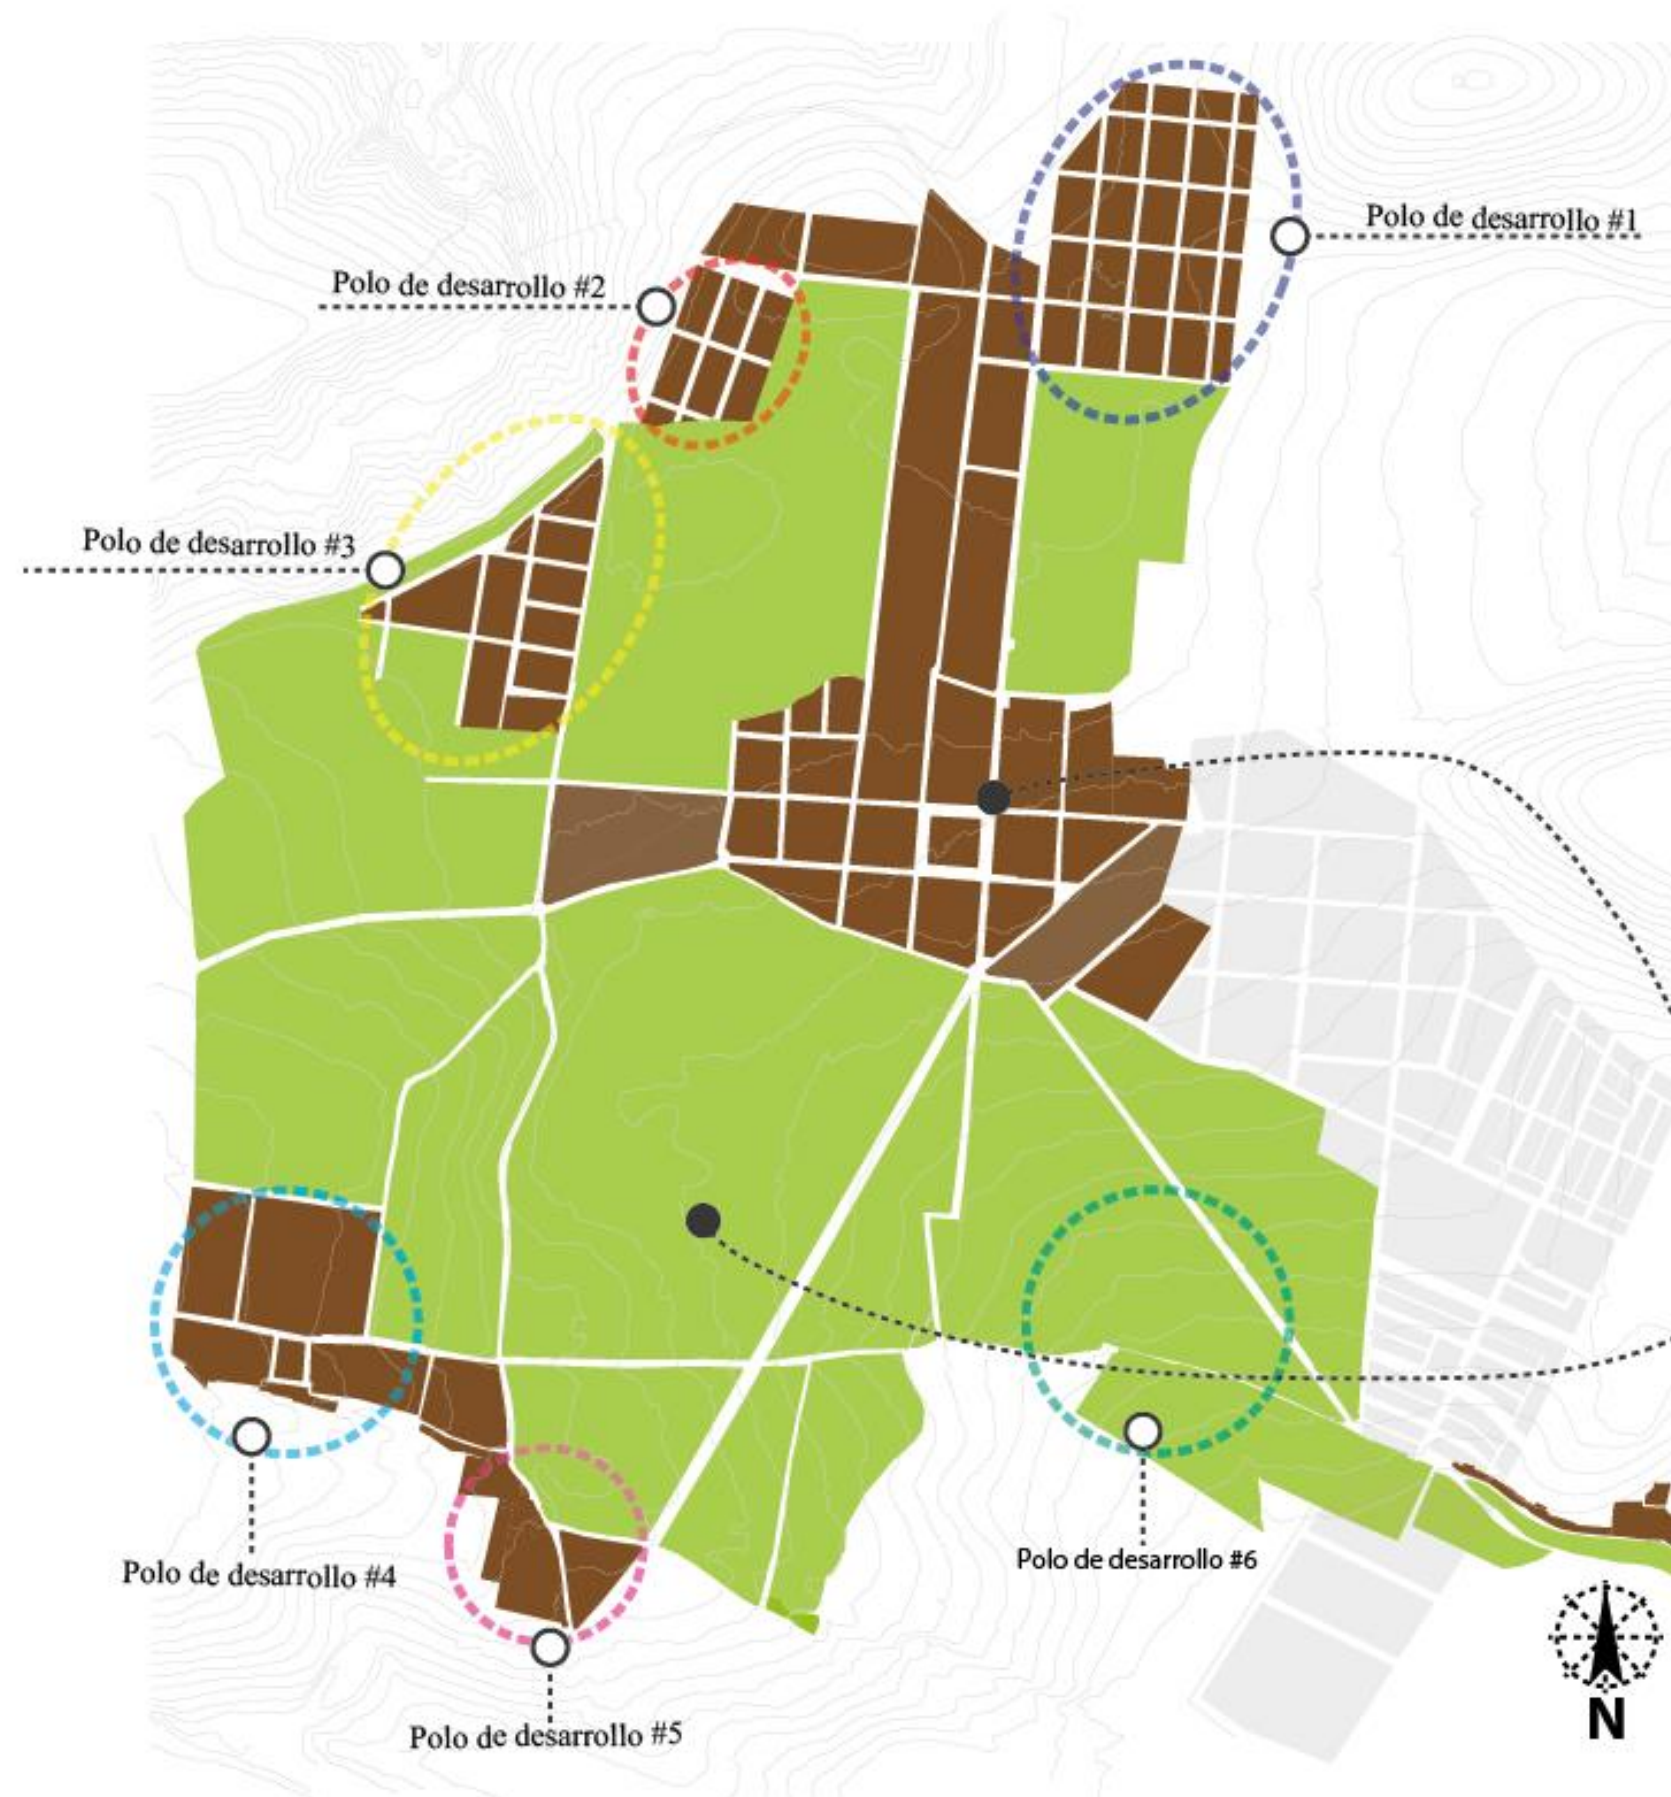 Polo de desarrollo #1
Polo de desarrollo #2
Polo de desarrollo #3
Polo de desarrollo #4
Polo de desarrollo #6
Polo de desarrollo #5
N